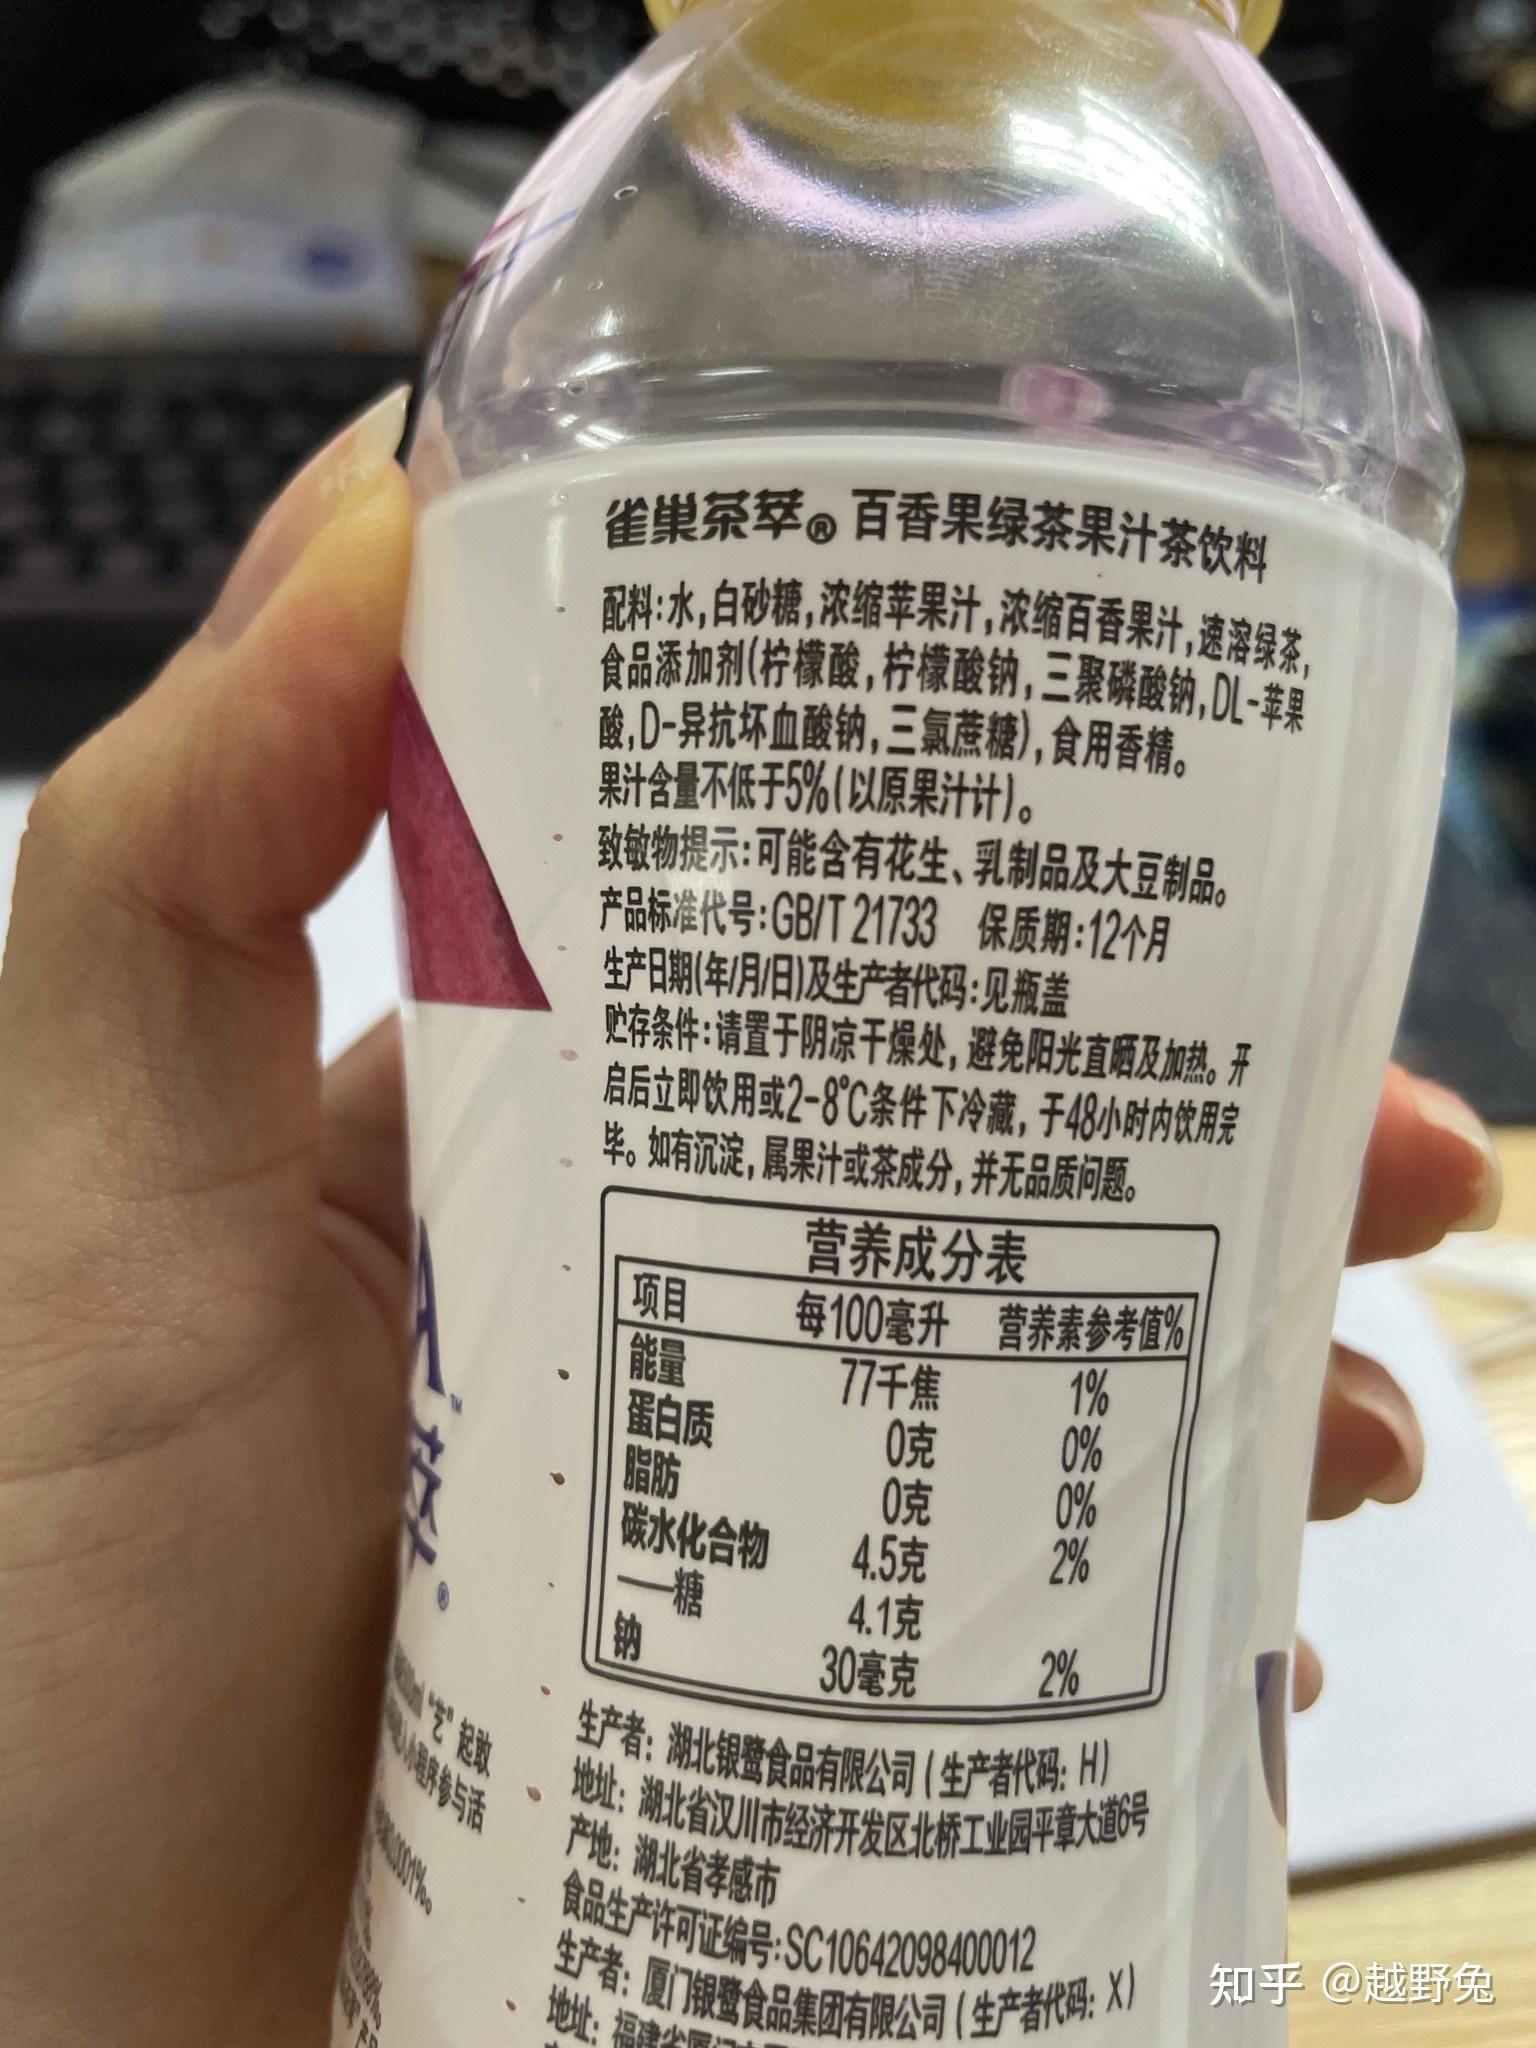 雀巢茶萃® 百香果绿茶果汁茶饮料
配料:水,白砂糖,浓缩苹果汁,浓缩百香果汁,速溶绿茶,
食品添加剂(柠檬酸,柠檬酸钠,三聚磷酸钠,DL-苹果
酸,D-异抗坏血酸钠,三氯蔗糖),食用香精。
果汁含量不低于5%(以原果汁计)。
致敏物提示:可能含有花生、乳制品及大豆制品。
产品标准代号:GB/T 21733 保质期:12个月
生产日期(年/月/日)及生产者代码:见瓶盖
贮存条件:请置于阴凉干燥处,避免阳光直晒及加热。开
启后立即饮用或2-8℃条件下冷藏,于48小时内饮用完
毕。如有沉淀,属果汁或茶成分,并无品质问题。
营养成分表
项目 每100毫升 营养素参考值%
能量 77千焦 1%
蛋白质 0克 0%
脂肪 0克 0%
碳水化合物 4.5克 2%
——糖 4.1克
钠 30毫克 2%
生产者：湖北银鹭食品有限公司(生产者代码：H)
地址：湖北省汉川市经济开发区北桥工业园平章大道6号
产地：湖北省孝感市
食品生产许可证编号:SC10642098400012
生产者：厦门银鹭食品集团有限公司(生产者代码：X)
地址：福建省厦门
A™
萃®
“艺”起敢
小程序参与活
0001‰
知乎 @越野兔